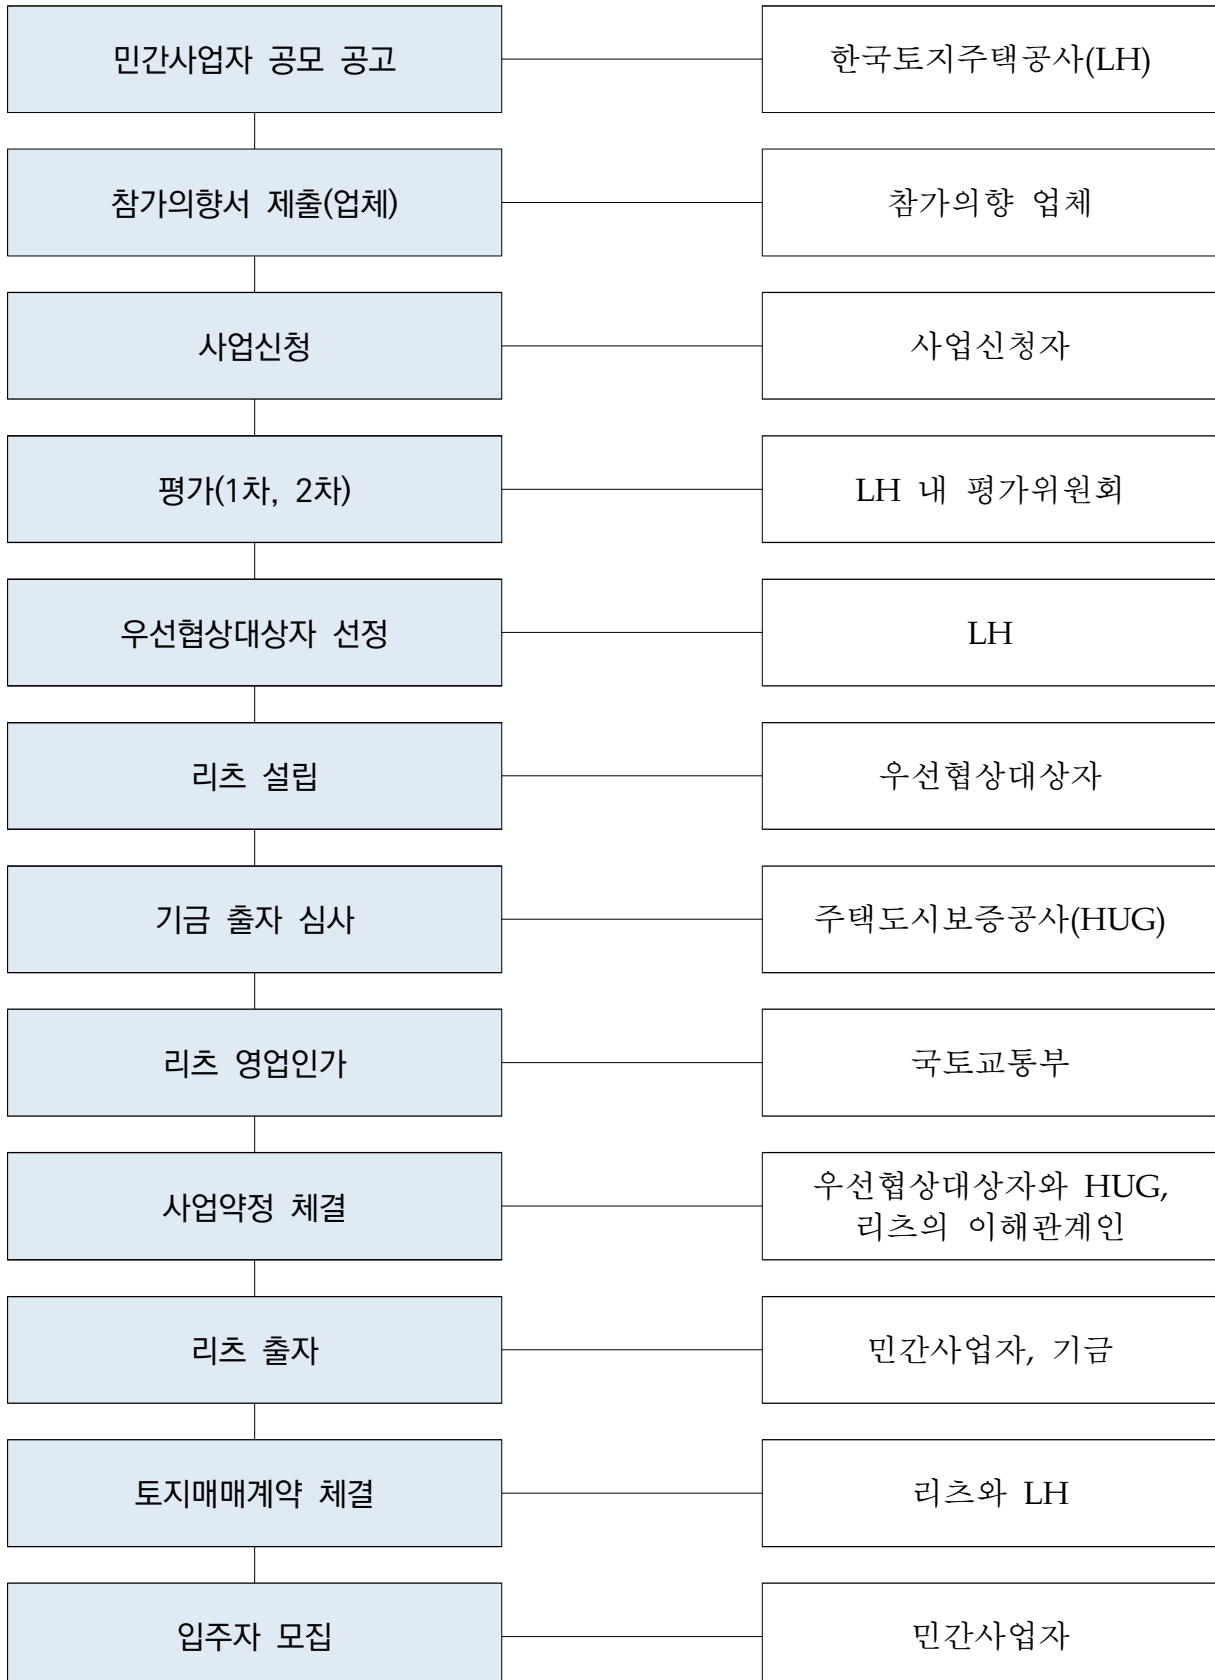 민간사업자 공모 공고
한국토지주택공사(LH)
참가의향서 제출(업체)
참가의향 업체
사업신청
사업신청자
평가(1차, 2차)
LH 내 평가위원회
우선협상대상자 선정
LH
리츠 설립
우선협상대상자
기금 출자 심사
주택도시보증공사(HUG)
리츠 영업인가
국토교통부
사업약정 체결
우선협상대상자와 HUG,
리츠의 이해관계인
리츠 출자
민간사업자, 기금
토지매매계약 체결
리츠와 LH
입주자 모집
민간사업자